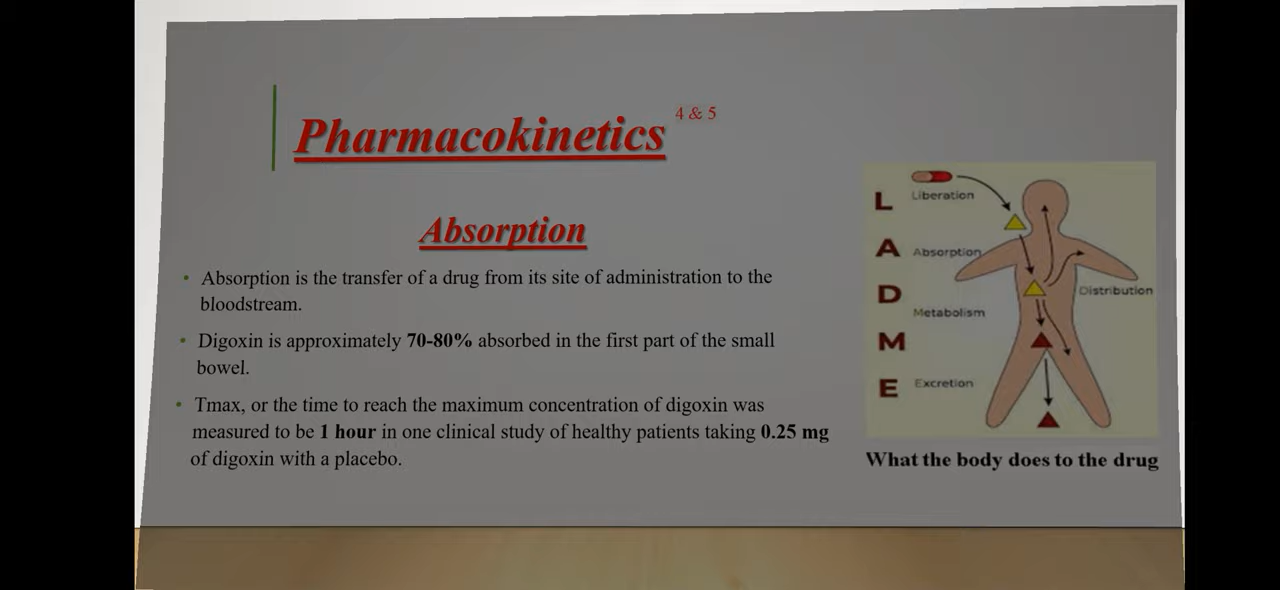 Pharmacokinetics 4 & 5
Absorption
• Absorption is the transfer of a drug from its site of administration to the
bloodstream.
• Digoxin is approximately 70-80% absorbed in the first part of the small
bowel.
• Tmax, or the time to reach the maximum concentration of digoxin was
measured to be 1 hour in one clinical study of healthy patients taking 0.25 mg
of digoxin with a placebo.
L Liberation
A Absorption
D Distribution
Metabolism
M
E Excretion
What the body does to the drug